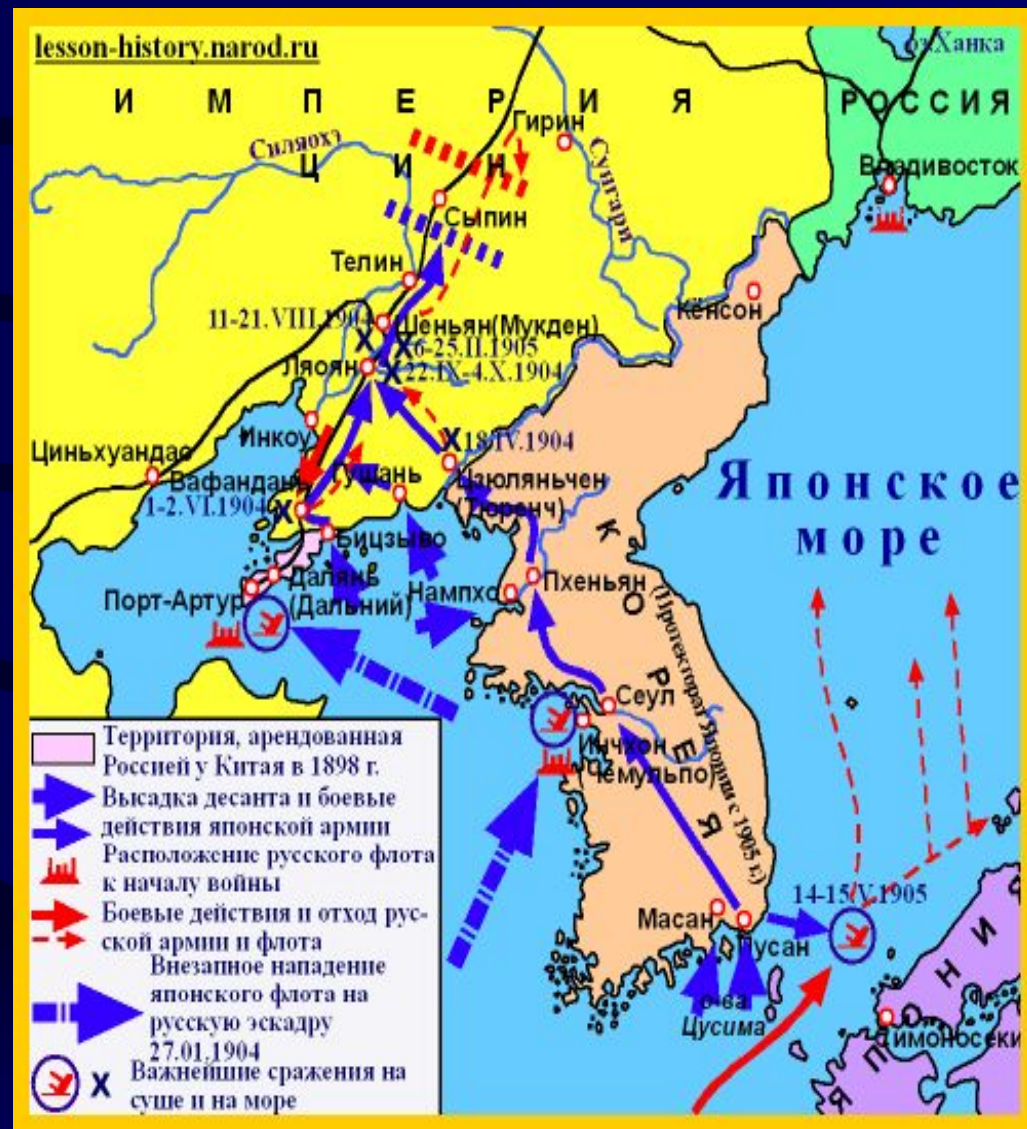 lesson-history.narod.ru
оз.Ханка
И М П Е Р И Я
РОССИЯ
Гирин
Силяохэ
Ц И Н
Сунгари
Владивосток
Сыпин
Телин
Кёнсон
11-21.VIII.1904
Шеньян(Мукден)
6-25.II.1905
Ляоян
22.IX-4.X.1904
Инкоу
18.IV.1904
Циньхуандао
Вафандянь
Гушань
Цзюляньчен
(Тюренч)
1-2.VI.1904
Японское
море
Бицзыво
Далянь
(Дальний)
Порт-Артур
Нампхо
Пхеньян
К О Р Е Я
(Протекторат Японии с 1905 г.)
Сеул
Инчхон
(Чемульпо)
14-15.V.1905
Масан
Пусан
о-ва
Цусима
Симоносеки
Я П О Н И
Территория, арендованная
Россией у Китая в 1898 г.
Высадка десанта и боевые
действия японской армии
Расположение русского флота
к началу войны
Боевые действия и отход рус-
ской армии и флота
Внезапное нападение
японского флота на
русскую эскадру
27.01.1904
X
Важнейшие сражения на
суше и на море